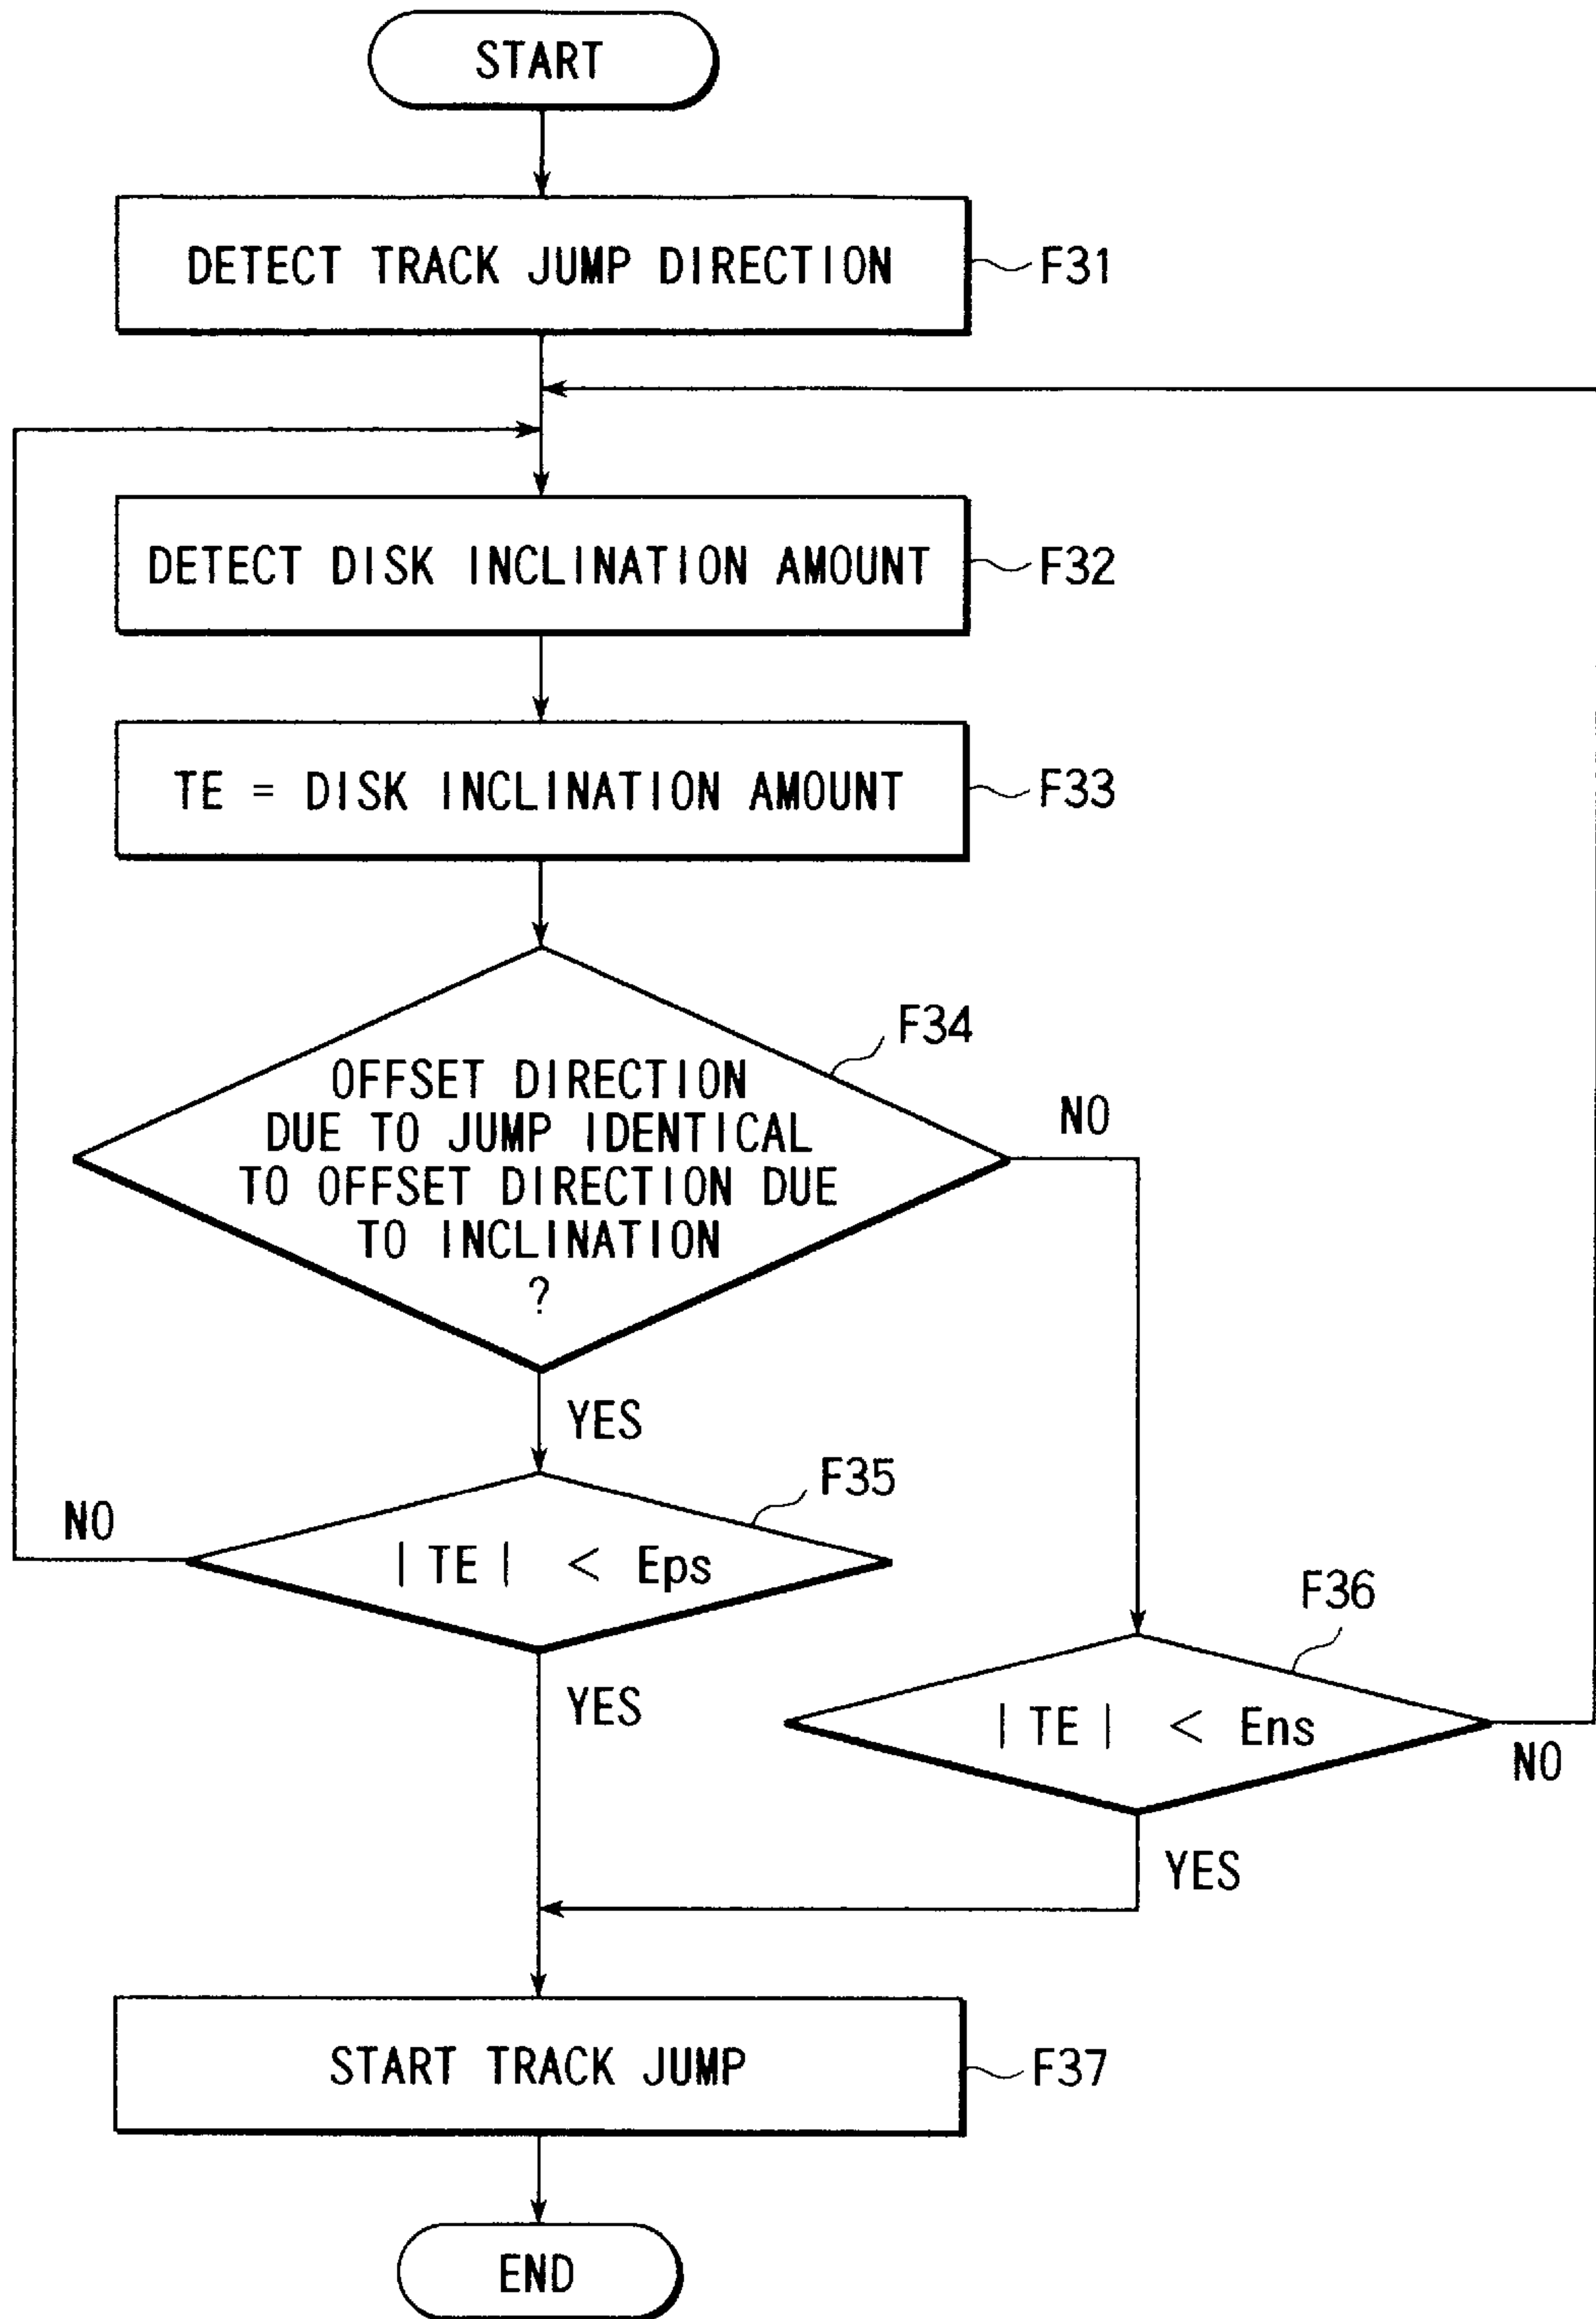 START
DETECT TRACK JUMP DIRECTION
F31
DETECT DISK INCLINATION AMOUNT
F32
TE = DISK INCLINATION AMOUNT
F33
F34
OFFSET DIRECTION
DUE TO JUMP IDENTICAL
TO OFFSET DIRECTION DUE
TO INCLINATION
?
NO
YES
F35
NO
| TE | < Eps
YES
F36
| TE | < Ens
NO
YES
START TRACK JUMP
F37
END